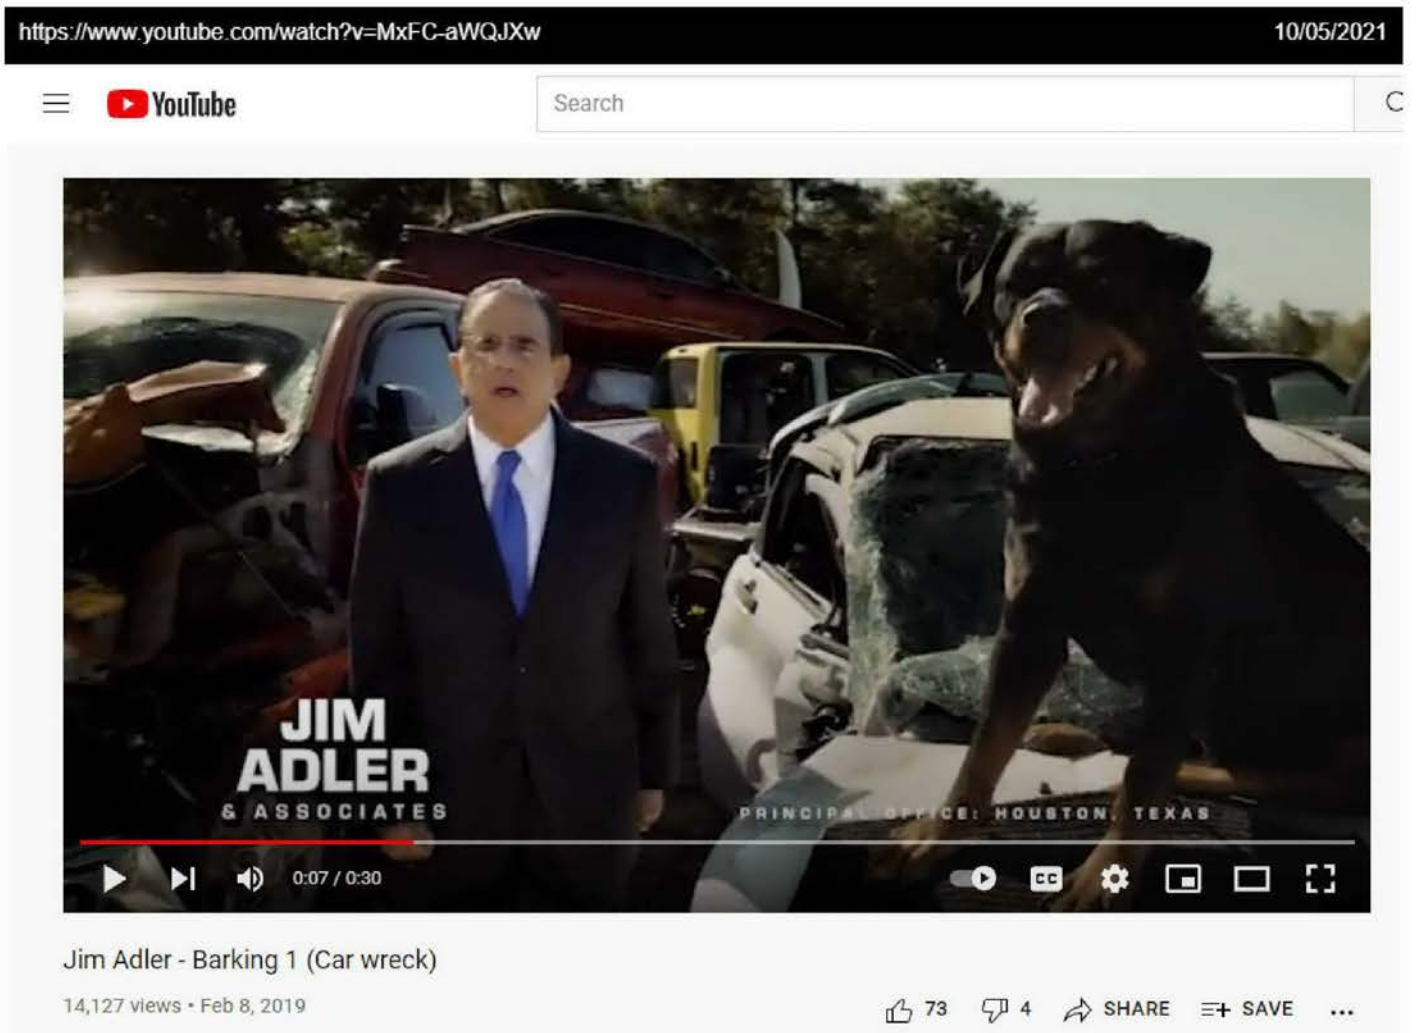 https://www.youtube.com/watch?v=MxFC-aWQJXw 10/05/2021
YouTube Search
JIM
ADLER
& ASSOCIATES
PRINCIPAL OFFICE: HOUSTON, TEXAS
0:07 / 0:30 CC
Jim Adler - Barking 1 (Car wreck)
14,127 views • Feb 8, 2019 73 4 SHARE SAVE ...